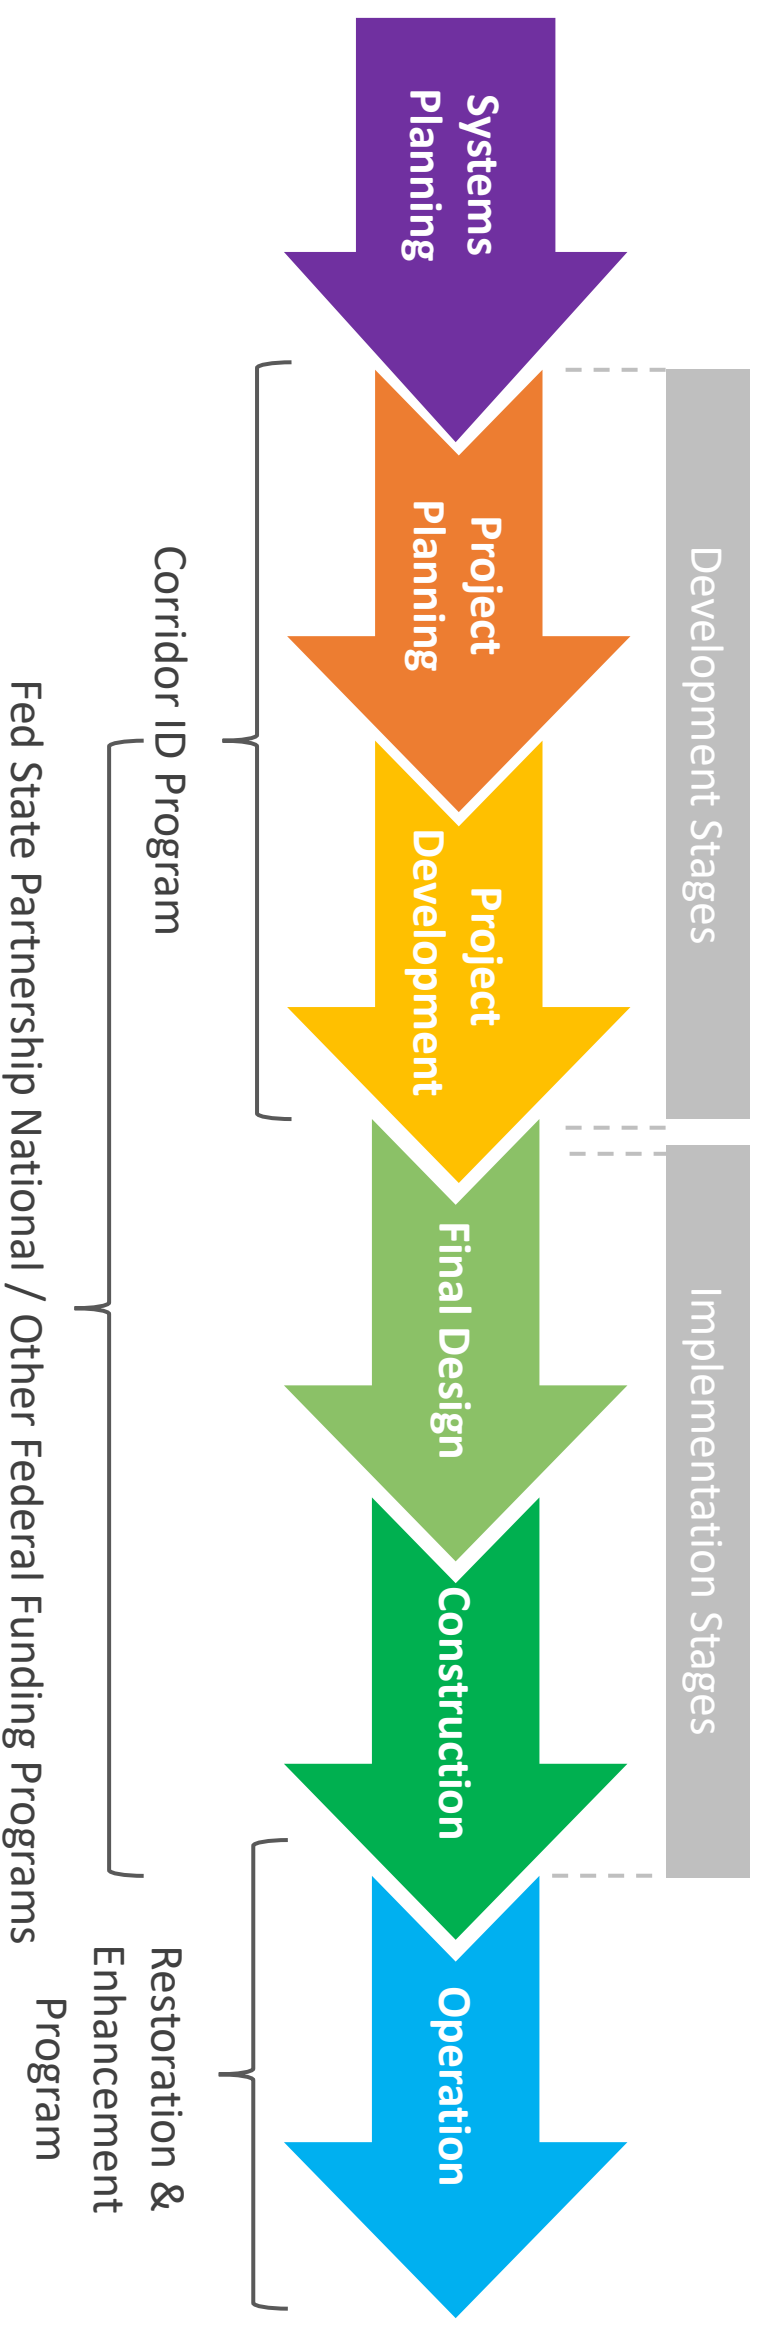 Development Stages
Implementation Stages
Systems
Planning
Project
Planning
Project
Development
Final Design
Construction
Operation
Corridor ID Program
Restoration &
Enhancement
Program
Fed State Partnership National / Other Federal Funding Programs